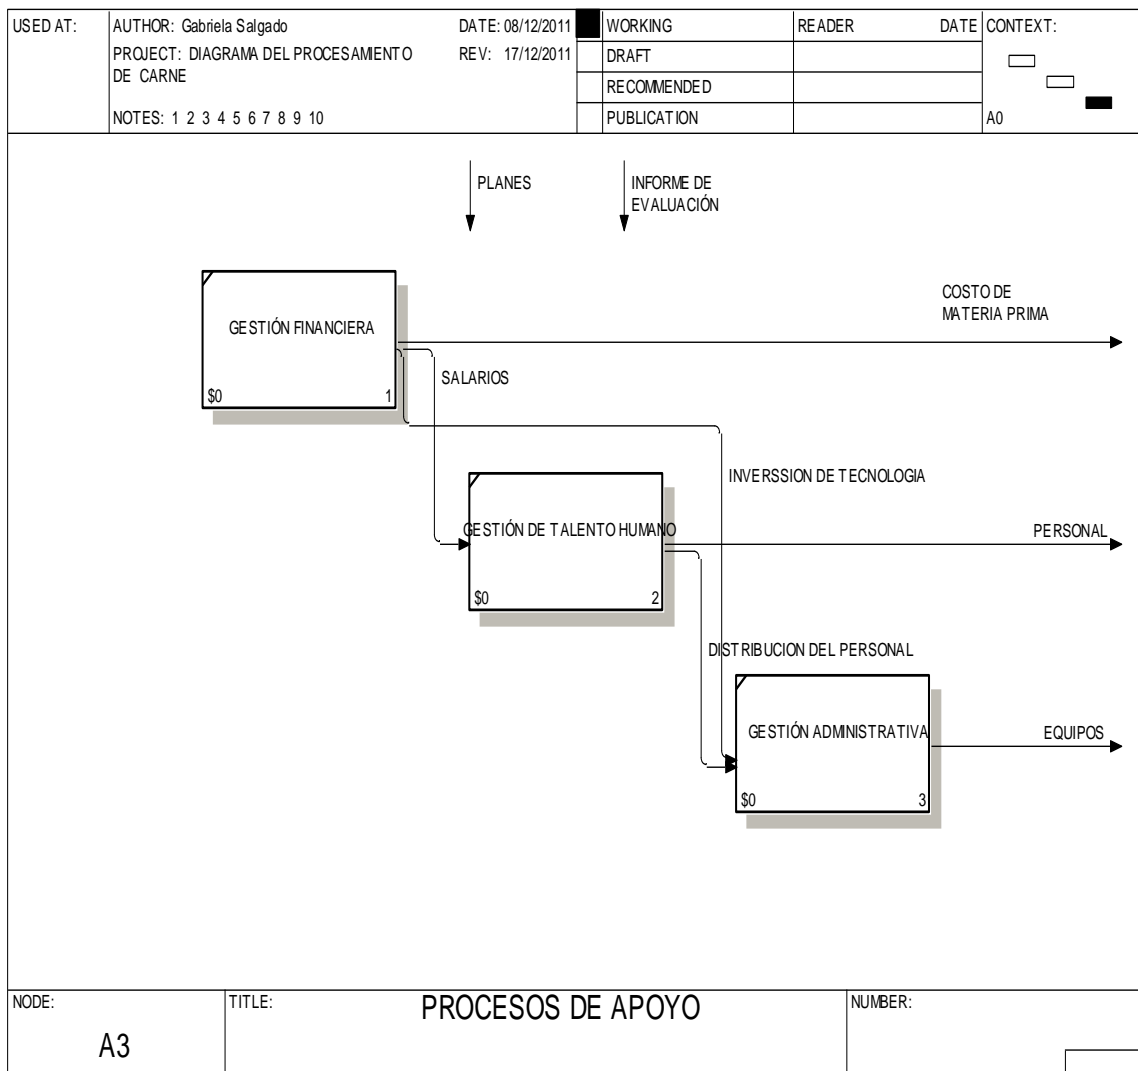 USED AT:
AUTHOR: Gabriela Salgado
DATE: 08/12/2011
PROJECT: DIAGRAMA DEL PROCESAMIENTO
DE CARNE
REV: 17/12/2011
NOTES: 1 2 3 4 5 6 7 8 9 10
WORKING
DRAFT
RECOMMENDED
PUBLICATION
READER DATE
CONTEXT:
A0
PLANES
INFORME DE
EVALUACIÓN
GESTIÓN FINANCIERA
$0 1
COSTO DE
MATERIA PRIMA
SALARIOS
INVERSSION DE TECNOLOGIA
GESTIÓN DE TALENTO HUMANO
$0 2
PERSONAL
DISTRIBUCION DEL PERSONAL
GESTIÓN ADMINISTRATIVA
$0 3
EQUIPOS
NODE:
A3
TITLE:
PROCESOS DE APOYO
NUMBER: